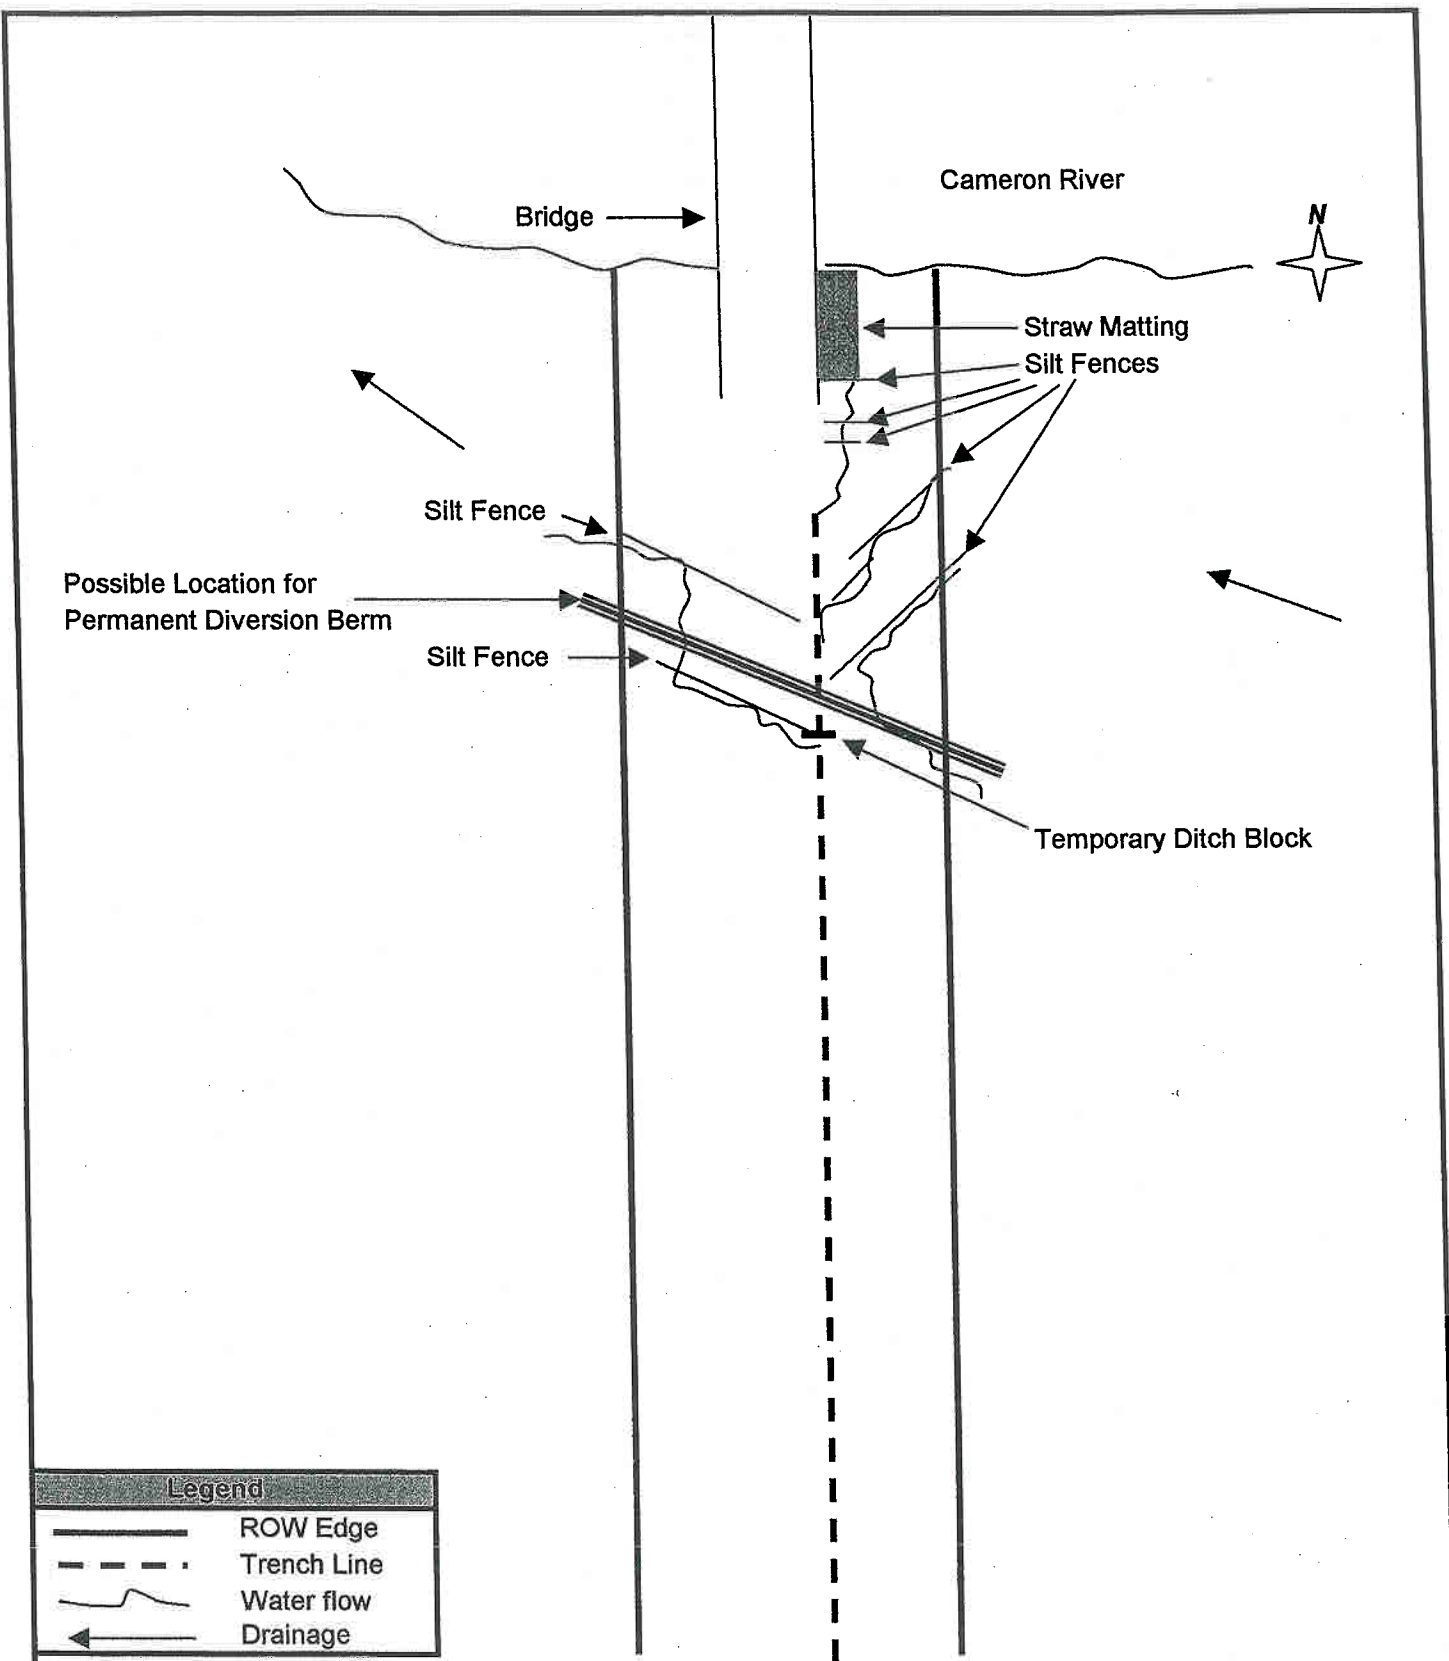 Cameron River
N
Bridge
Straw Matting
Silt Fences
Silt Fence
Possible Location for
Permanent Diversion Berm
Silt Fence
Temporary Ditch Block
Legend
ROW Edge
Trench Line
Water flow
Drainage